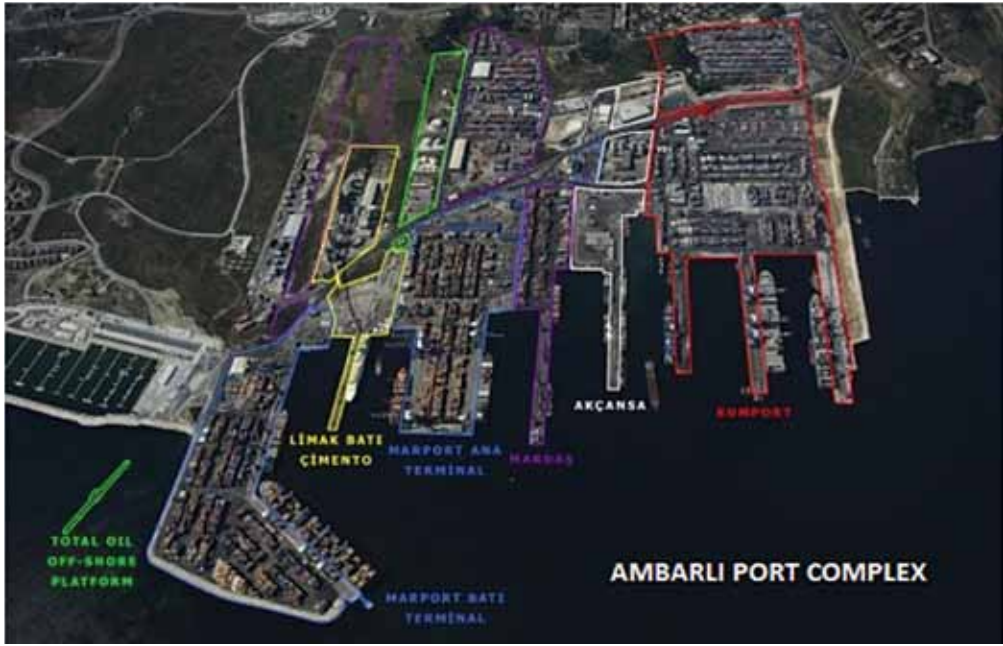 AKÇANSA
KUMPORT
LİMAK BATI
ÇİMENTO
MARPORT ANA
TERMİNAL
MARDAŞ
TOTAL OIL
OFF-SHORE
PLATFORM
MARPORT BATI
TERMİNAL
AMBARLI PORT COMPLEX